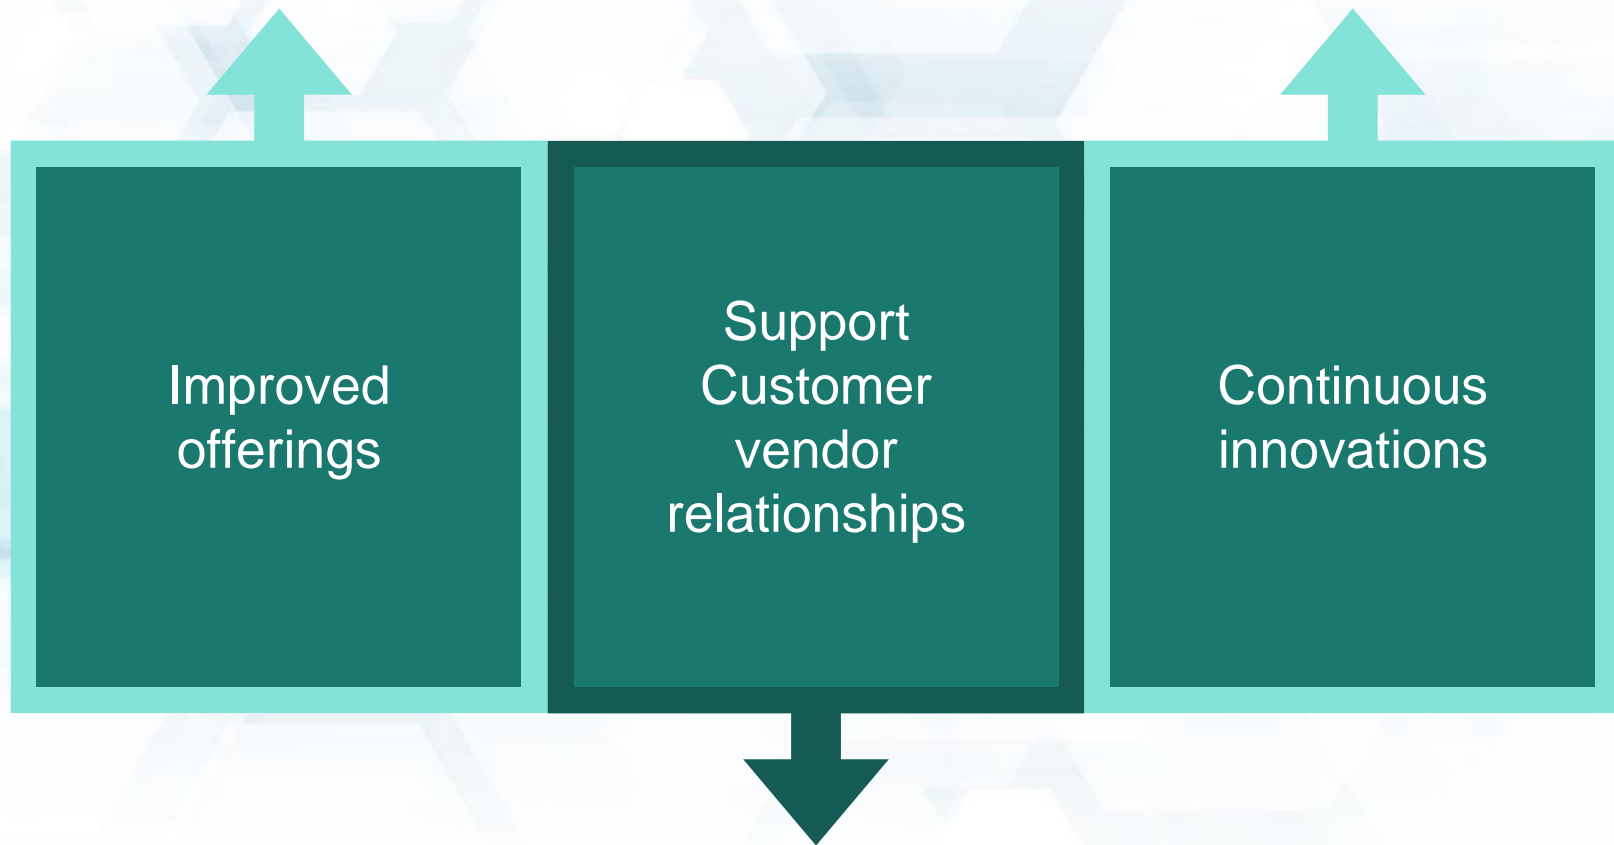 Improved
offerings
Support
Customer
vendor
relationships
Continuous
innovations